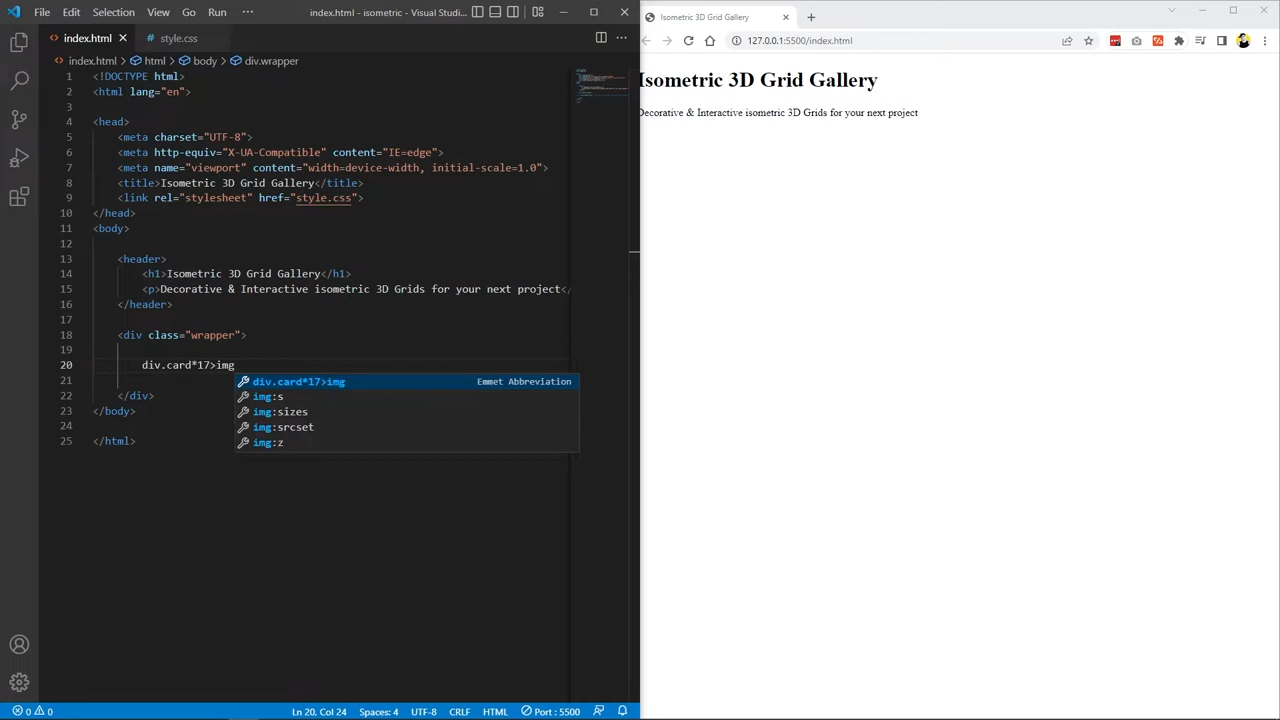 File Edit Selection View Go Run ··· index.html - isometric - Visual Studi...
index.html style.css
index.html > html > body > div.wrapper
1 <!DOCTYPE html>
2 <html lang="en">
3
4 <head>
5 <meta charset="UTF-8">
6 <meta http-equiv="X-UA-Compatible" content="IE=edge">
7 <meta name="viewport" content="width=device-width, initial-scale=1.0">
8 <title>Isometric 3D Grid Gallery</title>
9 <link rel="stylesheet" href="style.css">
10 </head>
11 <body>
12
13 <header>
14 <h1>Isometric 3D Grid Gallery</h1>
15 <p>Decorative & Interactive isometric 3D Grids for your next project</
16 </header>
17
18 <div class="wrapper">
19
20 div.card*17>img
21
div.card*17>img Emmet Abbreviation
22 </div>
img:s
23 </body>
img:sizes
24
img:srcset
25 </html>
img:z
0 0 Ln 20, Col 24 Spaces: 4 UTF-8 CRLF HTML Port : 5500
Isometric 3D Grid Gallery
127.0.0.1:5500/index.html
Isometric 3D Grid Gallery
Decorative & Interactive isometric 3D Grids for your next project